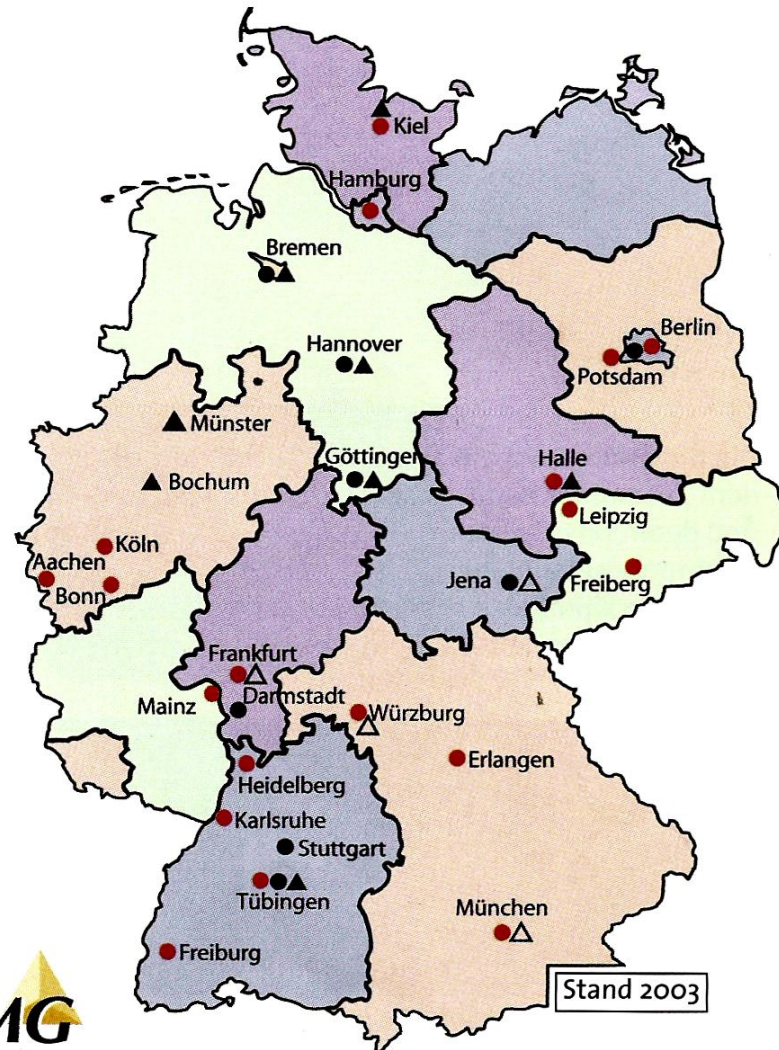 Kiel
Hamburg
Bremen
Hannover
Berlin
Potsdam
Münster
Göttingen
Halle
Bochum
Leipzig
Köln
Aachen
Bonn
Jena
Freiberg
Frankfurt
Mainz
Darmstadt
Würzburg
Erlangen
Heidelberg
Karlsruhe
Stuttgart
Tübingen
München
Freiburg
Stand 2003
MG